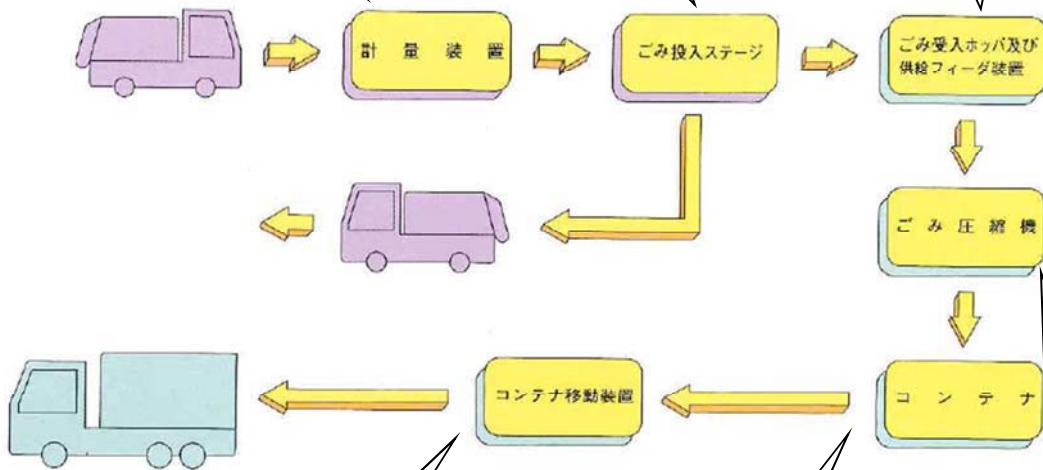 計量装置
ごみ投入ステージ
ごみ受入ホッパ及び
供給フィーダ装置
ごみ圧縮機
コンテナ移動装置
コンテナ